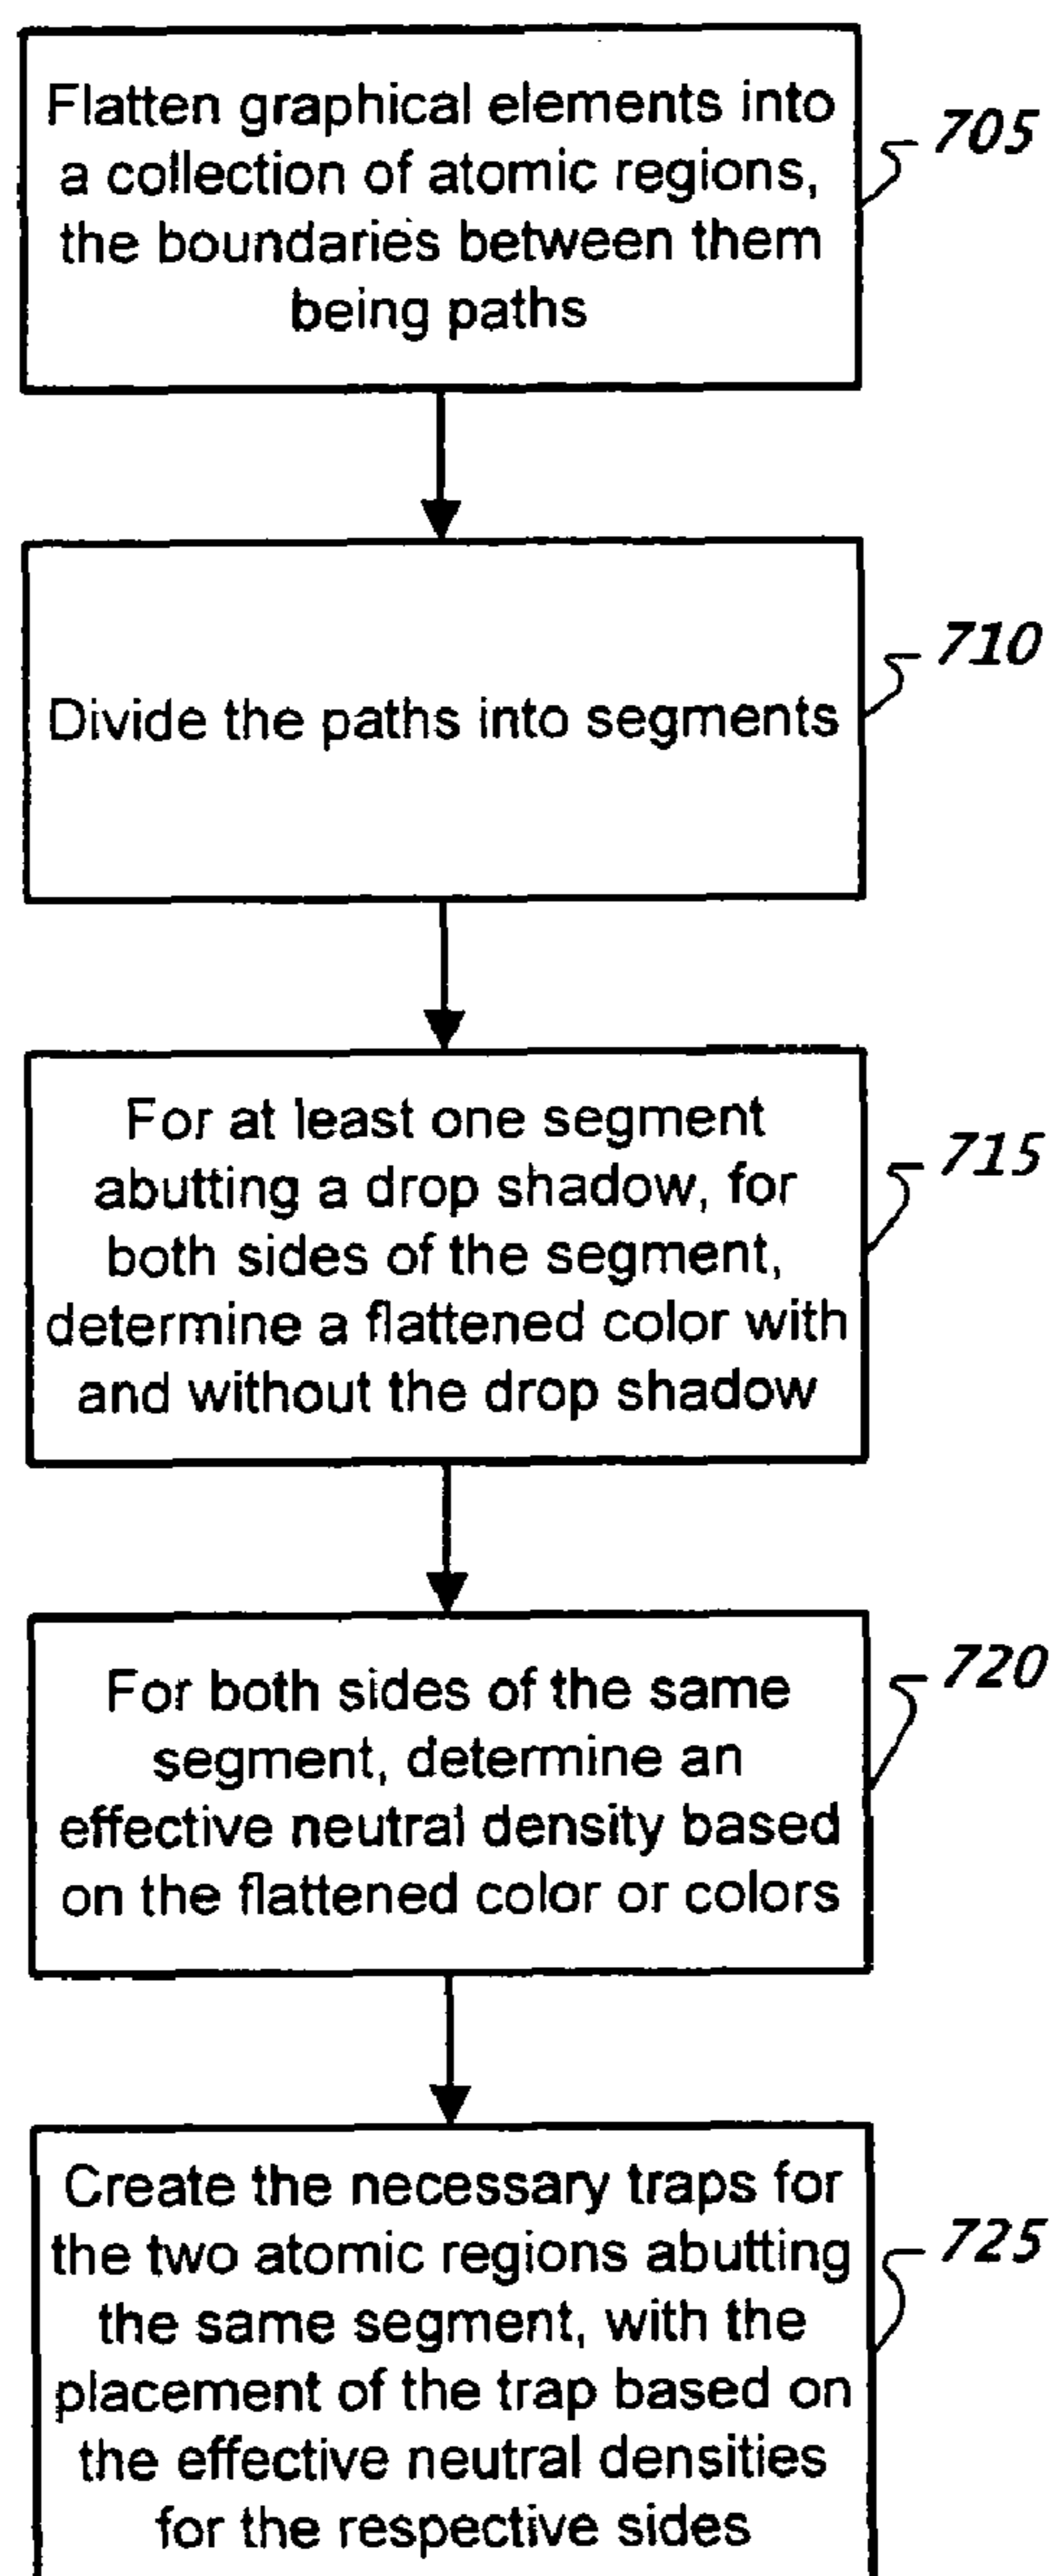 Flatten graphical elements into
a collection of atomic regions,
the boundaries between them
being paths
705
Divide the paths into segments
710
For at least one segment
abutting a drop shadow, for
both sides of the segment,
determine a flattened color with
and without the drop shadow
715
For both sides of the same
segment, determine an
effective neutral density based
on the flattened color or colors
720
Create the necessary traps for
the two atomic regions abutting
the same segment, with the
placement of the trap based on
the effective neutral densities
for the respective sides
725